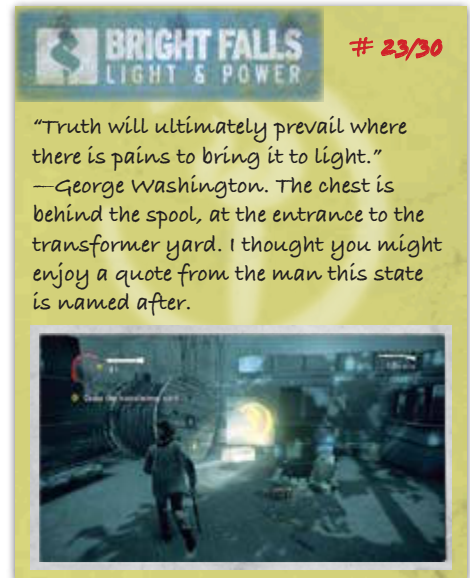 BRIGHT FALLS
LIGHT & POWER
# 23/30
“Truth will ultimately prevail where
there is pains to bring it to light.”
—George Washington. The chest is
behind the spool, at the entrance to the
transformer yard. I thought you might
enjoy a quote from the man this state
is named after.